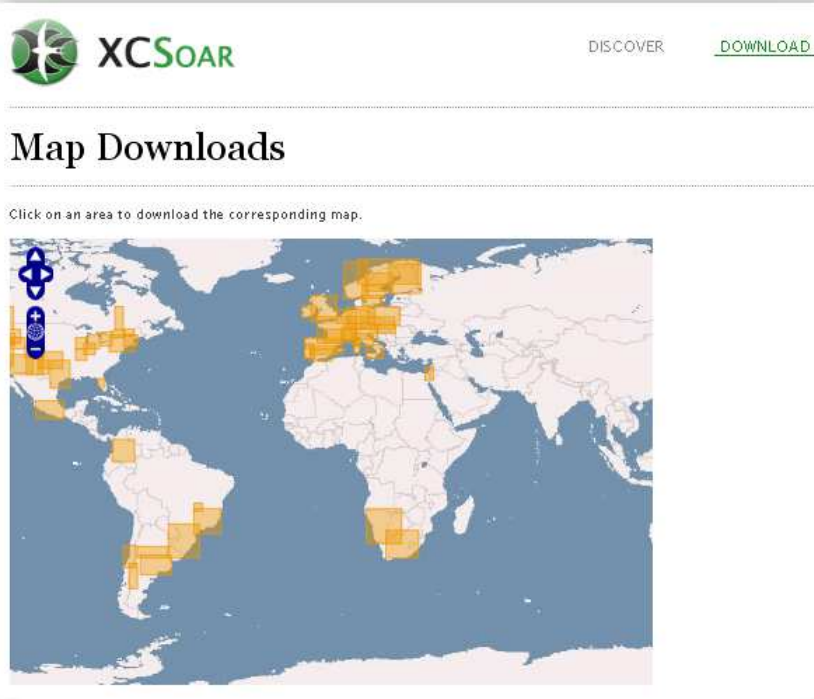 XCSOAR
DISCOVER
DOWNLOAD
Map Downloads
Click on an area to download the corresponding map.